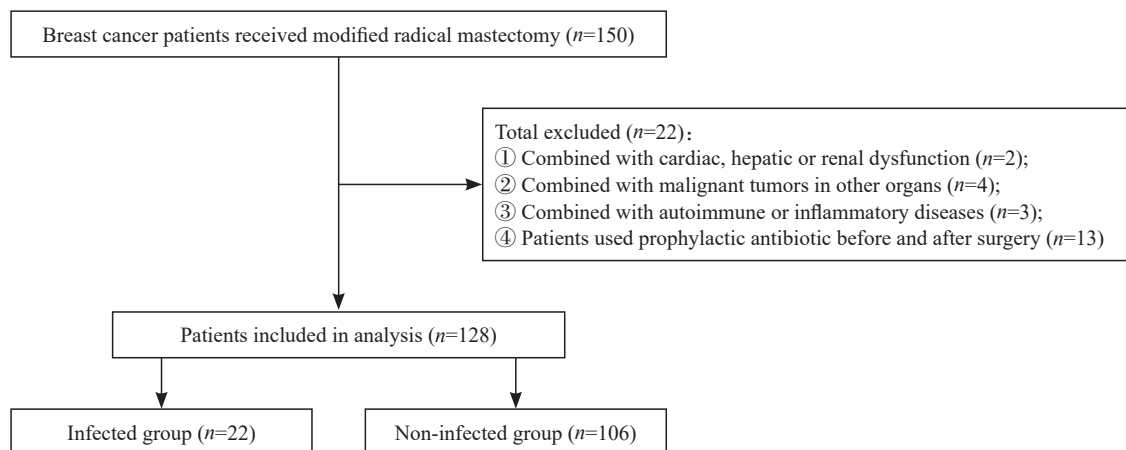 Breast cancer patients received modified radical mastectomy (n=150)
Total excluded (n=22)：
① Combined with cardiac, hepatic or renal dysfunction (n=2);
② Combined with malignant tumors in other organs (n=4);
③ Combined with autoimmune or inflammatory diseases (n=3);
④ Patients used prophylactic antibiotic before and after surgery (n=13)
Patients included in analysis (n=128)
Infected group (n=22)
Non-infected group (n=106)